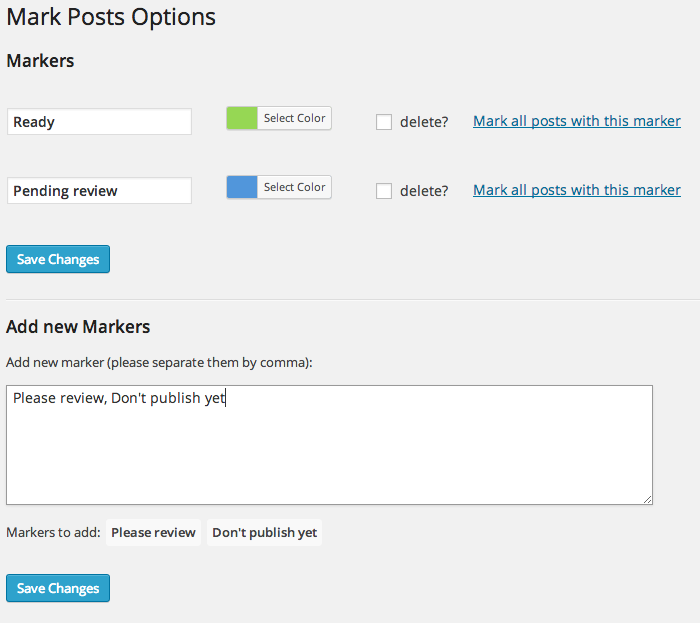 Mark Posts Options
Markers
Ready Select Color delete? Mark all posts with this marker
Pending review Select Color delete? Mark all posts with this marker
Save Changes
Add new Markers
Add new marker (please separate them by comma):
Please review, Don't publish yet
Markers to add: Please review Don't publish yet
Save Changes